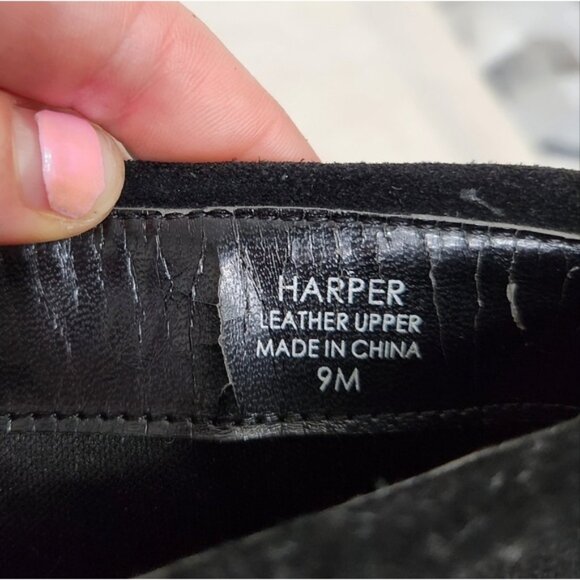 HARPER
LEATHER UPPER
MADE IN CHINA
9M